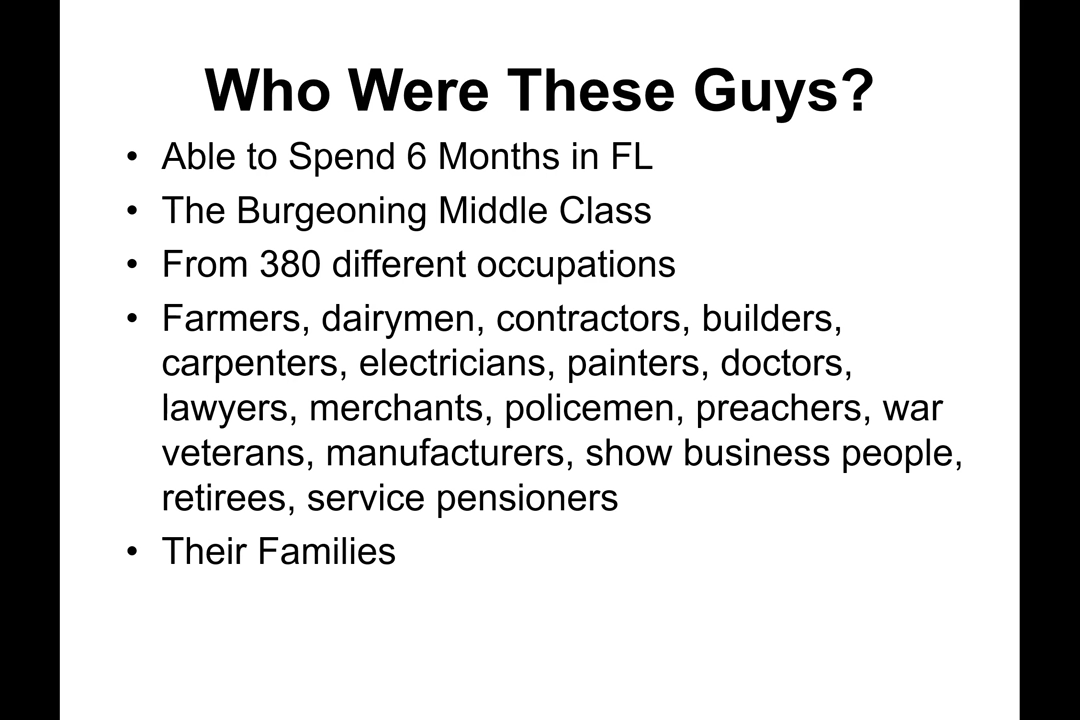 Who Were These Guys?
• Able to Spend 6 Months in FL
• The Burgeoning Middle Class
• From 380 different occupations
• Farmers, dairymen, contractors, builders,
carpenters, electricians, painters, doctors,
lawyers, merchants, policemen, preachers, war
veterans, manufacturers, show business people,
retirees, service pensioners
• Their Families